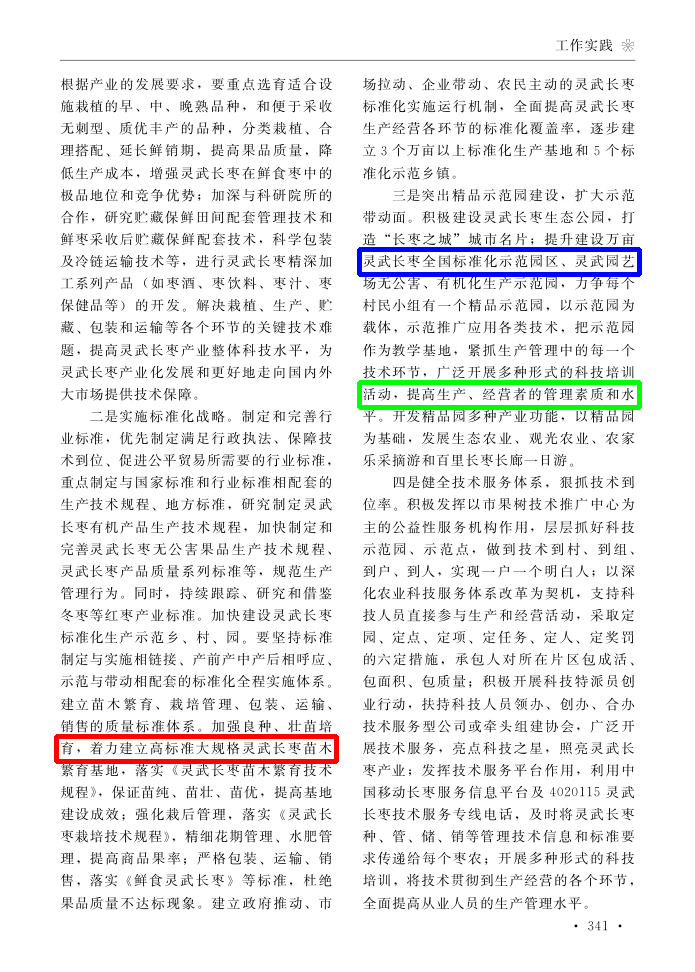 工作实践
根据产业的发展要求，要重点选育适合设
施栽植的早、中、晚熟品种，和便于采收
无刺型、质优丰产的品种，分类栽植、合
理搭配、延长鲜销期，提高果品质量，降
低生产成本，增强灵武长枣在鲜食枣中的
极品地位和竞争优势；加深与科研院所的
合作，研究贮藏保鲜田间配套管理技术和
鲜枣采收后贮藏保鲜配套技术，科学包装
及冷链运输技术等，进行灵武长枣精深加
工系列产品（如枣酒、枣饮料、枣汁、枣
保健品等）的开发。解决栽植、生产、贮
藏、包装和运输等各个环节的关键技术难
题，提高灵武长枣产业整体科技水平，为
灵武长枣产业化发展和更好地走向国内外
大市场提供技术保障。
二是实施标准化战略。制定和完善行
业标准，优先制定满足行政执法、保障技
术到位、促进公平贸易所需要的行业标准，
重点制定与国家标准和行业标准相配套的
生产技术规程、地方标准，研究制定灵武
长枣有机产品生产技术规程，加快制定和
完善灵武长枣无公害果品生产技术规程、
灵武长枣产品质量系列标准等，规范生产
管理行为。同时，持续跟踪、研究和借鉴
冬枣等红枣产业标准。加快建设灵武长枣
标准化生产示范乡、村、园。要坚持标准
制定与实施相链接、产前产中产后相呼应、
示范与带动相配套的标准化全程实施体系。
建立苗木繁育、栽培管理、包装、运输、
销售的质量标准体系。加强良种、壮苗培
育，着力建立高标准大规格灵武长枣苗木
繁育基地，落实《灵武长枣苗木繁育技术
规程》，保证苗纯、苗壮、苗优，提高基地
建设成效；强化栽后管理，落实《灵武长
枣栽培技术规程》，精细花期管理、水肥管
理，提高商品果率；严格包装、运输、销
售，落实《鲜食灵武长枣》等标准，杜绝
果品质量不达标现象。建立政府推动、市
场拉动、企业带动、农民主动的灵武长枣
标准化实施运行机制，全面提高灵武长枣
生产经营各环节的标准化覆盖率，逐步建
立 3 个万亩以上标准化生产基地和 5 个标
准化示范乡镇。
三是突出精品示范园建设，扩大示范
带动面。积极建设灵武长枣生态公园，打
造“长枣之城”城市名片；提升建设万亩
灵武长枣全国标准化示范园区、灵武园艺
场无公害、有机化生产示范园，力争每个
村民小组有一个精品示范园，以示范园为
载体，示范推广应用各类技术，把示范园
作为教学基地，紧抓生产管理中的每一个
技术环节，广泛开展多种形式的科技培训
活动，提高生产、经营者的管理素质和水
平。开发精品园多种产业功能，以精品园
为基础，发展生态农业、观光农业、农家
乐采摘游和百里长枣长廊一日游。
四是健全技术服务体系，狠抓技术到
位率。积极发挥以市果树技术推广中心为
主的公益性服务机构作用，层层抓好科技
示范园、示范点，做到技术到村、到组、
到户、到人，实现一户一个明白人；以深
化农业科技服务体系改革为契机，支持科
技人员直接参与生产和经营活动，采取定
园、定点、定项、定任务、定人、定奖罚
的六定措施，承包人对所在片区包成活、
包面积、包质量；积极开展科技特派员创
业行动，扶持科技人员领办、创办、合办
技术服务型公司或牵头组建协会，广泛开
展技术服务，亮点科技之星，照亮灵武长
枣产业；发挥技术服务平台作用，利用中
国移动长枣服务信息平台及 4020115 灵武
长枣技术服务专线电话，及时将灵武长枣
种、管、储、销等管理技术信息和标准要
求传递给每个枣农；开展多种形式的科技
培训，将技术贯彻到生产经营的各个环节，
全面提高从业人员的生产管理水平。
· 341 ·